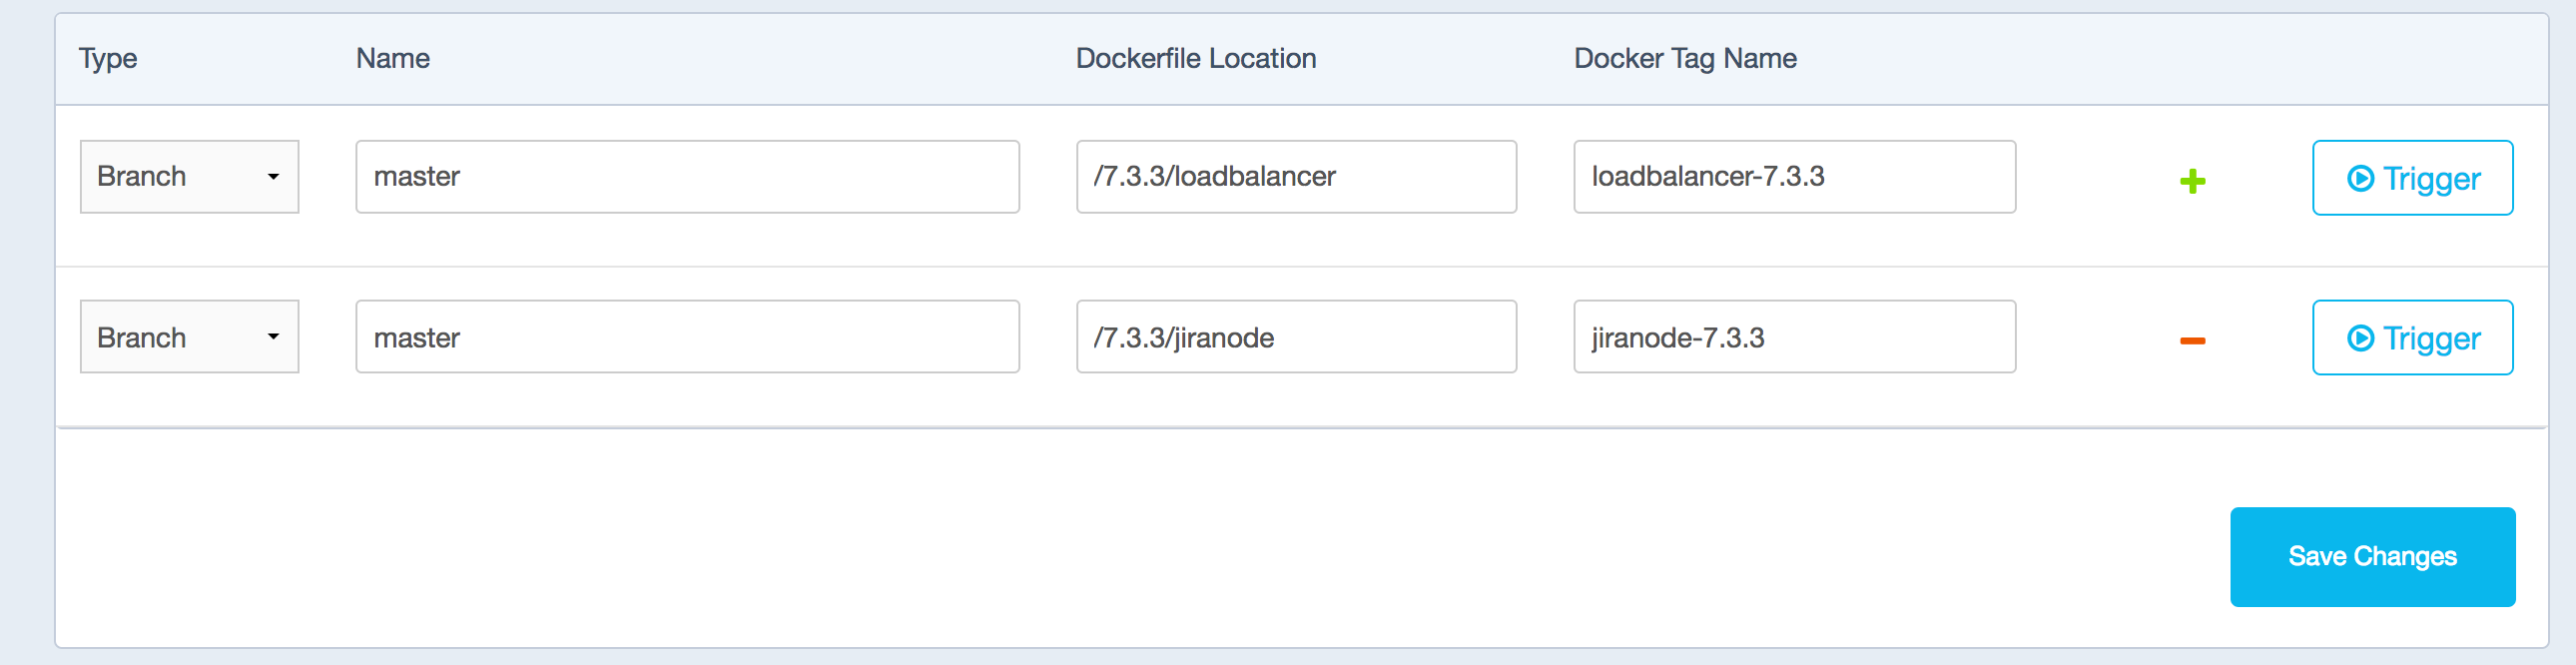 Type Name Dockerfile Location Docker Tag Name
Branch master /7.3.3/loadbalancer loadbalancer-7.3.3 Trigger
Branch master /7.3.3/jiranode jiranode-7.3.3 Trigger
Save Changes